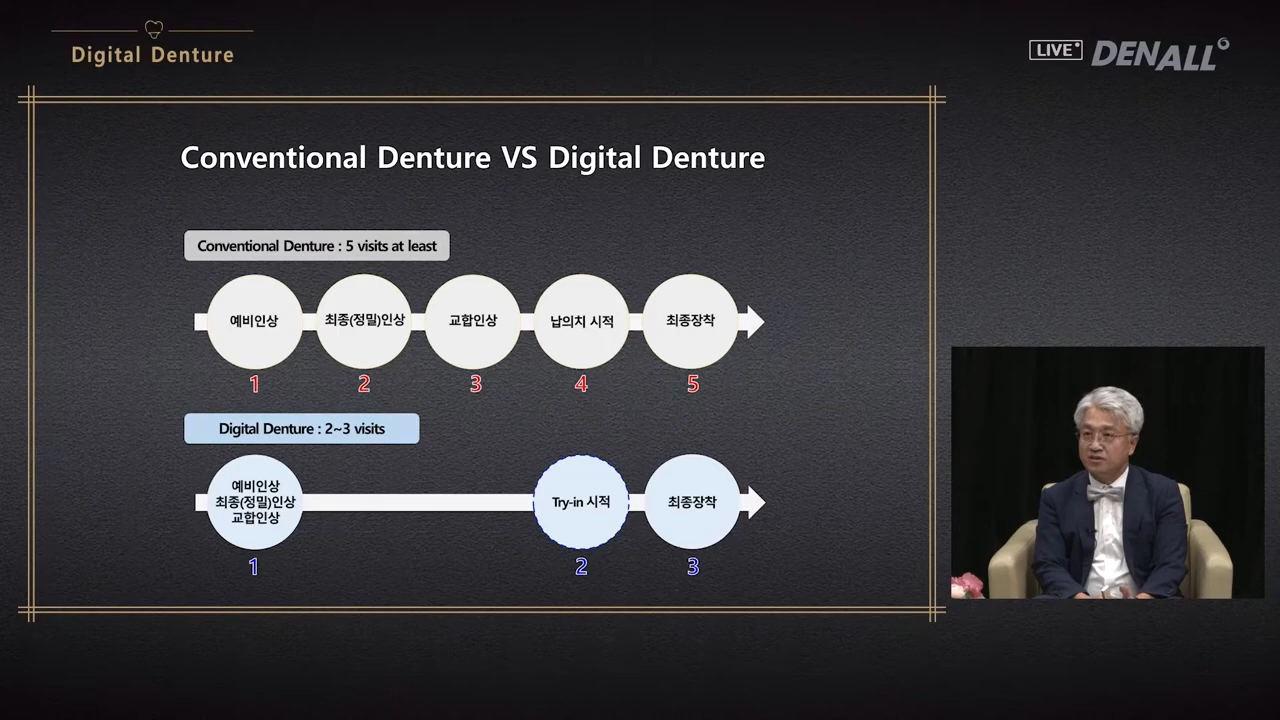 Digital Denture
LIVE
DENALL
Conventional Denture VS Digital Denture
Conventional Denture : 5 visits at least
예비인상
최종(정밀)인상
교합인상
납의치 시적
최종장착
1
2
3
4
5
Digital Denture : 2~3 visits
예비인상
최종(정밀)인상
교합인상
Try-in 시적
최종장착
1
2
3